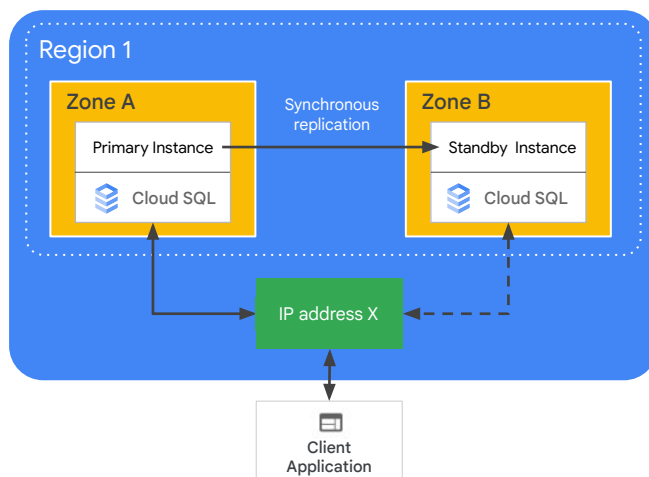 Region 1
Zone A
Synchronous
replication
Zone B
Primary Instance
Standby Instance
Cloud SQL
Cloud SQL
IP address X
Client
Application